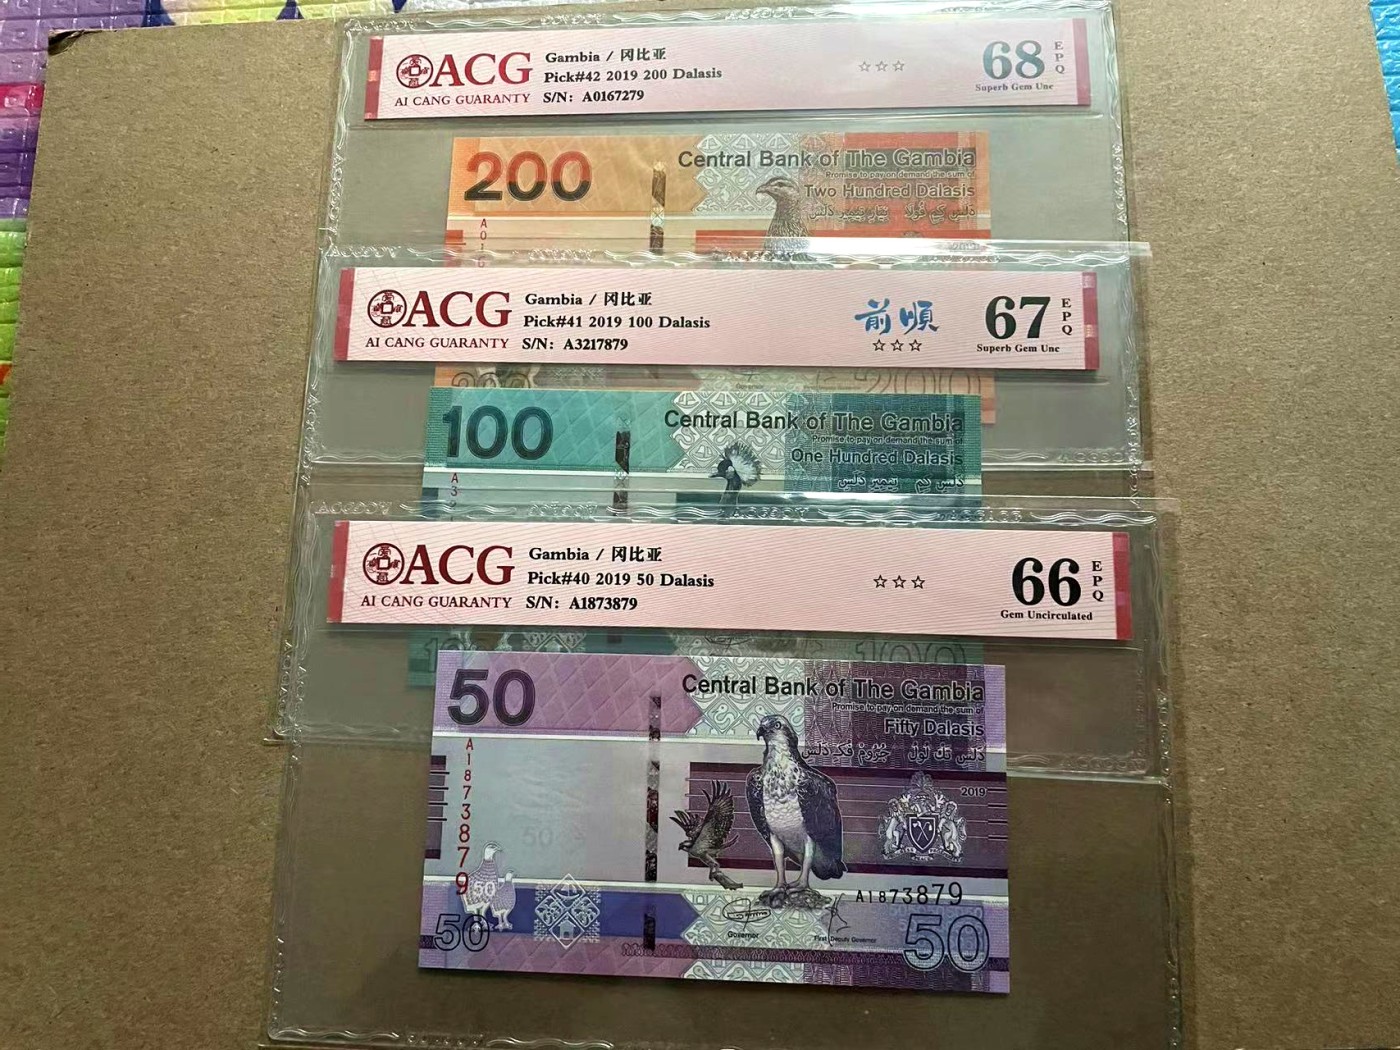 ACG
AI CANG GUARANTY
Gambia / 冈比亚
Pick#42 2019 200 Dalasis
S/N: A0167279
☆☆☆
68
EPQ
Superb Gem Unc
200
Central Bank of The Gambia
Promise to pay on demand the sum of
Two Hundred Dalasis
ACG
AI CANG GUARANTY
Gambia / 冈比亚
Pick#41 2019 100 Dalasis
S/N: A3217879
前順
☆☆☆
67
EPQ
Superb Gem Unc
Governor
200
100
Central Bank of The Gambia
Promise to pay on demand the sum of
One Hundred Dalasis
ACG
AI CANG GUARANTY
Gambia / 冈比亚
Pick#40 2019 50 Dalasis
S/N: A1873879
☆☆☆
66
EPQ
Gem Uncirculated
100
50
Central Bank of The Gambia
Promise to pay on demand the sum of
Fifty Dalasis
A1873879
2019
50
50
A1873879
Governor
First Deputy Governor
50
50